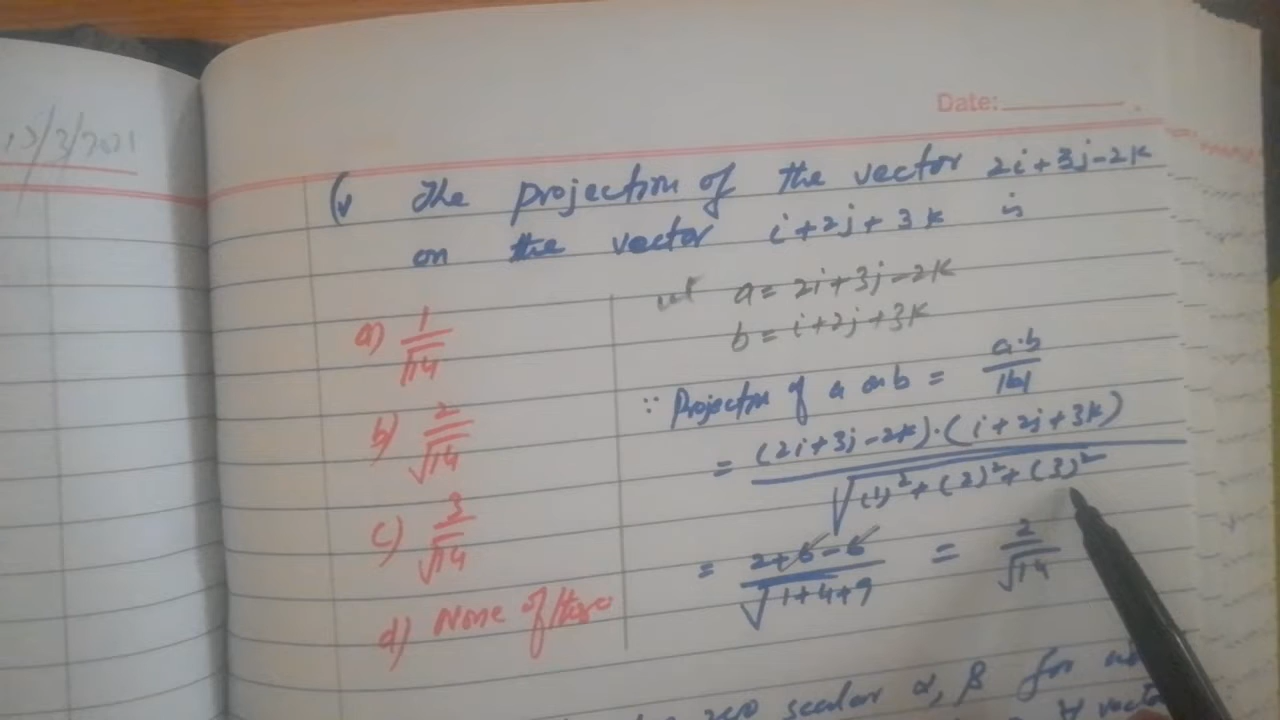 13/3/2021
Date:
(v The projection of the vector 2i+3j-2k
on the vector i+2j+3k is
let a = 2i+3j-2k
b = i+2j+3k
a) 1/√14
b) 2/√14
c) 3/√14
d) None of these
∵ Projection of a on b = a·b/|b|
= (2i+3j-2k)·(i+2j+3k)/√(1)²+(2)²+(3)²
= 2+6-6/√1+4+9 = 2/√14
zero scalar α, β for
vector